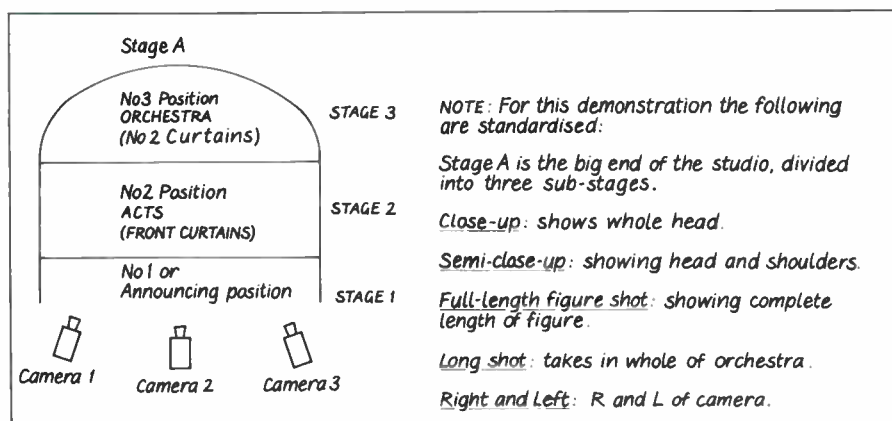 Stage A
No3 Position
ORCHESTRA
(No2 Curtains)
STAGE 3
No2 Position
ACTS
(FRONT CURTAINS)
STAGE 2
No1 or
Announcing position
STAGE 1
Camera 1
Camera 2
Camera 3
NOTE: For this demonstration the following
are standardised:
Stage A is the big end of the studio, divided
into three sub-stages.
Close-up: shows whole head.
Semi-close-up: showing head and shoulders.
Full-length figure shot: showing complete
length of figure.
Long shot: takes in whole of orchestra.
Right and Left: R and L of camera.